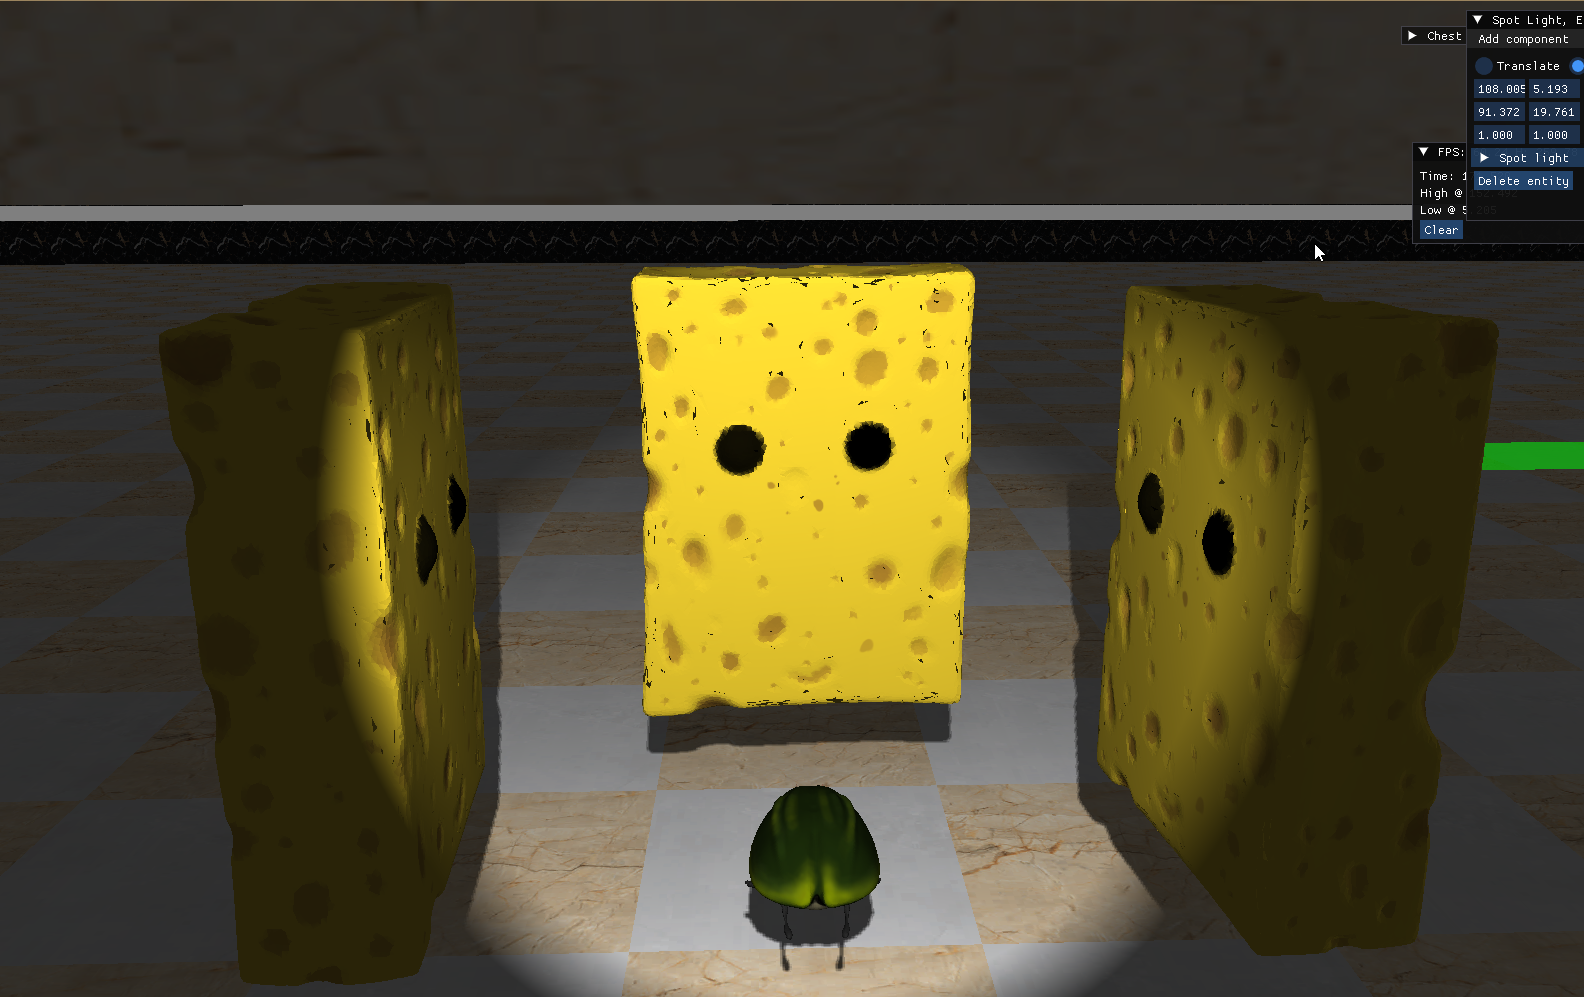 Spot Light, E
Chest
Add component
Translate
108.005 5.193
91.372 19.761
1.000 1.000
FPS:
Spot light
Time: 1
Delete entity
High @
Low @ 5
Clear